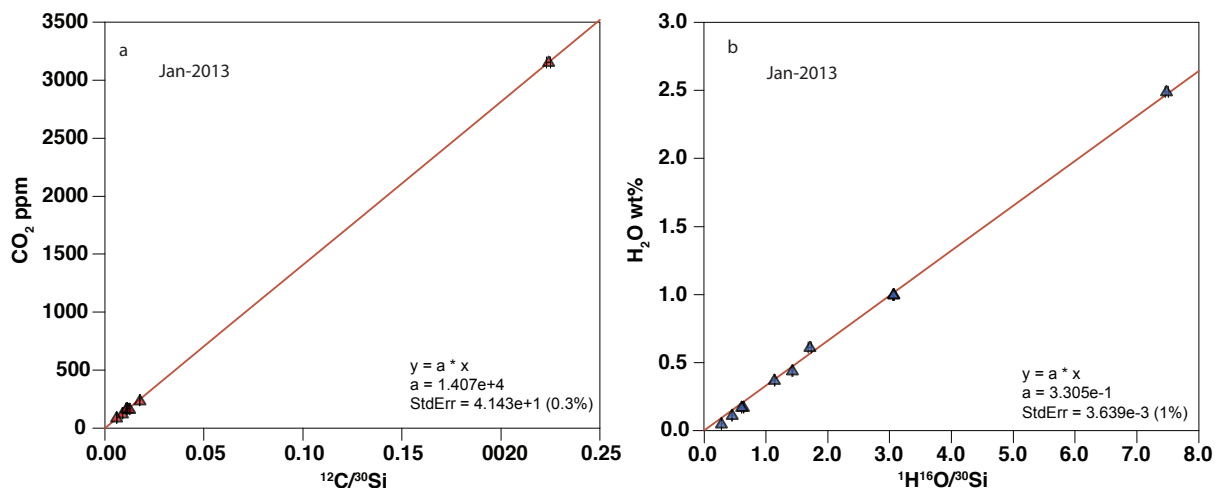 a
Jan-2013
CO₂ ppm
3500
3000
2500
2000
1500
1000
500
0
y = a * x
a = 1.407e+4
StdErr = 4.143e+1 (0.3%)
0.00
0.05
0.10
0.15
0020
0.25
¹²C/³⁰Si
b
Jan-2013
H₂O wt%
3.0
2.5
2.0
1.5
1.0
0.5
0.0
y = a * x
a = 3.305e-1
StdErr = 3.639e-3 (1%)
0.0
1.0
2.0
3.0
4.0
5.0
6.0
7.0
8.0
¹H¹⁶O/³⁰Si